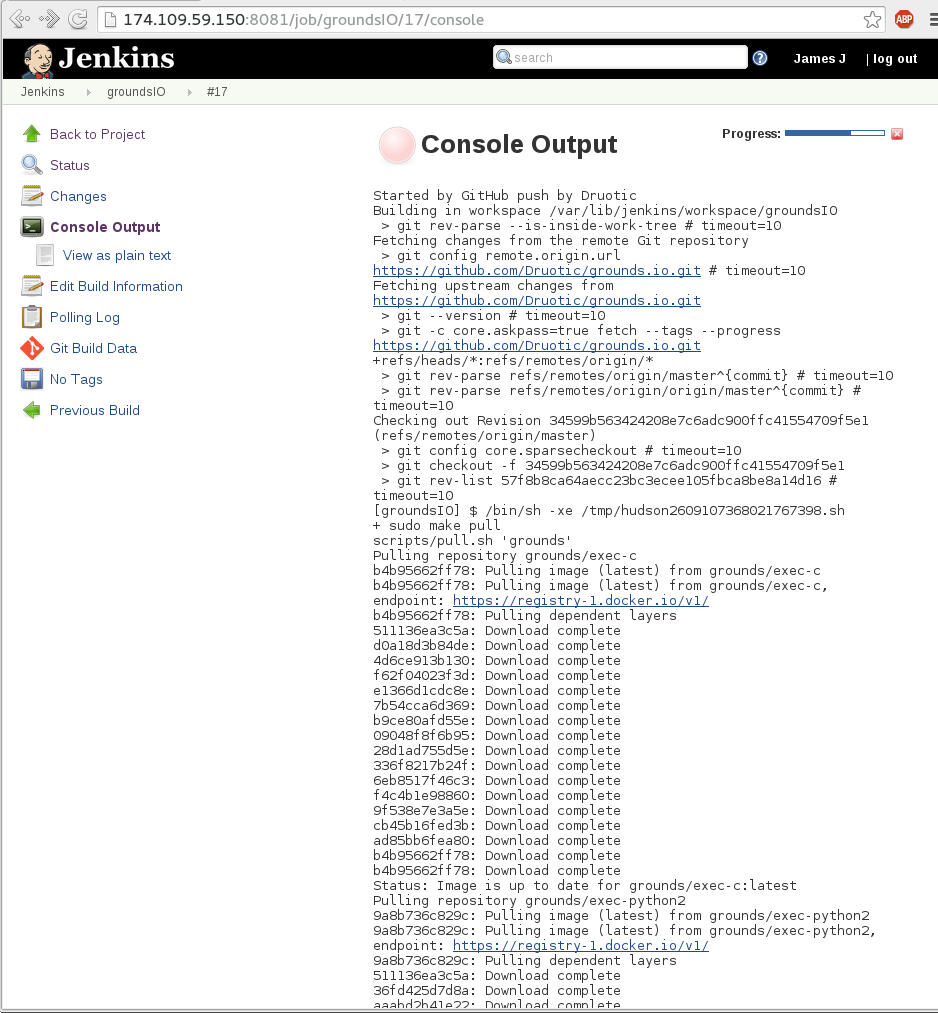 174.109.59.150:8081/job/groundsIO/17/console
ABP
Jenkins
search
James J
| log out
Jenkins
groundsIO
#17
Back to Project
Status
Changes
Console Output
View as plain text
Edit Build Information
Polling Log
Git Build Data
No Tags
Previous Build
Console Output
Progress:
Started by GitHub push by Druotic
Building in workspace /var/lib/jenkins/workspace/groundsIO
> git rev-parse --is-inside-work-tree # timeout=10
Fetching changes from the remote Git repository
> git config remote.origin.url
https://github.com/Druotic/grounds.io.git # timeout=10
Fetching upstream changes from
https://github.com/Druotic/grounds.io.git
> git --version # timeout=10
> git -c core.askpass=true fetch --tags --progress
https://github.com/Druotic/grounds.io.git
+refs/heads/*:refs/remotes/origin/*
> git rev-parse refs/remotes/origin/master^{commit} # timeout=10
> git rev-parse refs/remotes/origin/origin/master^{commit} #
timeout=10
Checking out Revision 34599b563424208e7c6adc900ffc41554709f5e1
(refs/remotes/origin/master)
> git config core.sparsecheckout # timeout=10
> git checkout -f 34599b563424208e7c6adc900ffc41554709f5e1
> git rev-list 57f8b8ca64aecc23bc3ecee105fbca8be8a14d16 #
timeout=10
[groundsIO] $ /bin/sh -xe /tmp/hudson2609107368021767398.sh
+ sudo make pull
scripts/pull.sh 'grounds'
Pulling repository grounds/exec-c
b4b95662ff78: Pulling image (latest) from grounds/exec-c
b4b95662ff78: Pulling image (latest) from grounds/exec-c,
endpoint: https://registry-1.docker.io/v1/
b4b95662ff78: Pulling dependent layers
511136ea3c5a: Download complete
d0a18d3b84de: Download complete
4d6ce913b130: Download complete
f62f04023f3d: Download complete
e1366d1cdc8e: Download complete
7b54cca6d369: Download complete
b9ce80afd55e: Download complete
09048f8f6b95: Download complete
28d1ad755d5e: Download complete
336f8217b24f: Download complete
6eb8517f46c3: Download complete
f4c4b1e98860: Download complete
9f538e7e3a5e: Download complete
cb45b16fed3b: Download complete
ad85bb6fea80: Download complete
b4b95662ff78: Download complete
b4b95662ff78: Download complete
Status: Image is up to date for grounds/exec-c:latest
Pulling repository grounds/exec-python2
9a8b736c829c: Pulling image (latest) from grounds/exec-python2
9a8b736c829c: Pulling image (latest) from grounds/exec-python2,
endpoint: https://registry-1.docker.io/v1/
9a8b736c829c: Pulling dependent layers
511136ea3c5a: Download complete
36fd425d7d8a: Download complete
aaabd2b41e22: Download complete